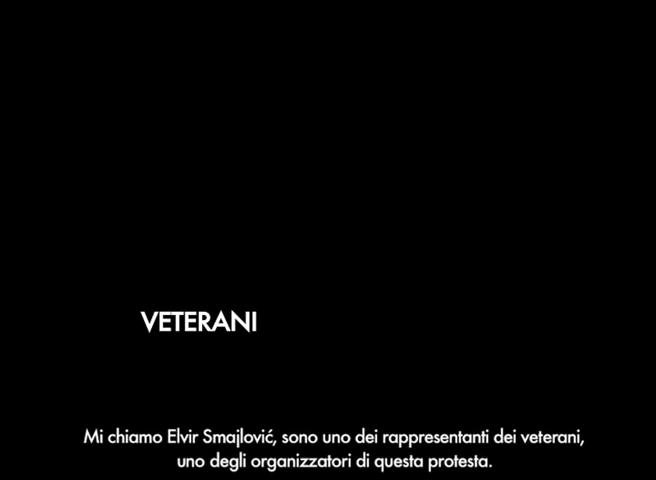 VETERANI
Mi chiamo Elvir Smajlović, sono uno dei rappresentanti dei veterani,
uno degli organizzatori di questa protesta.